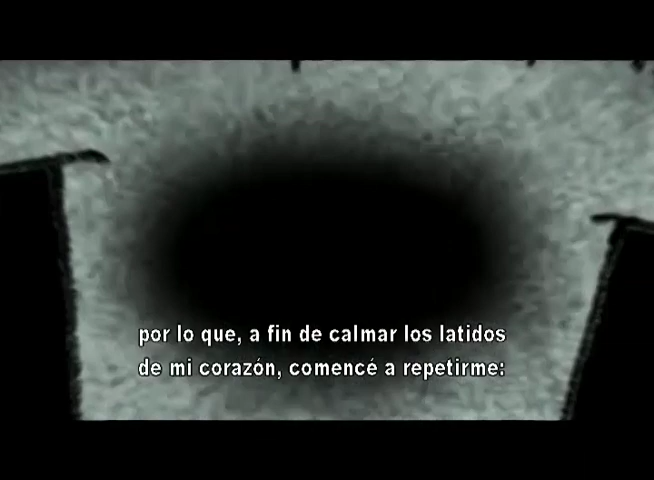 por lo que, a fin de calmar los latidos
de mi corazón, comencé a repetirme: